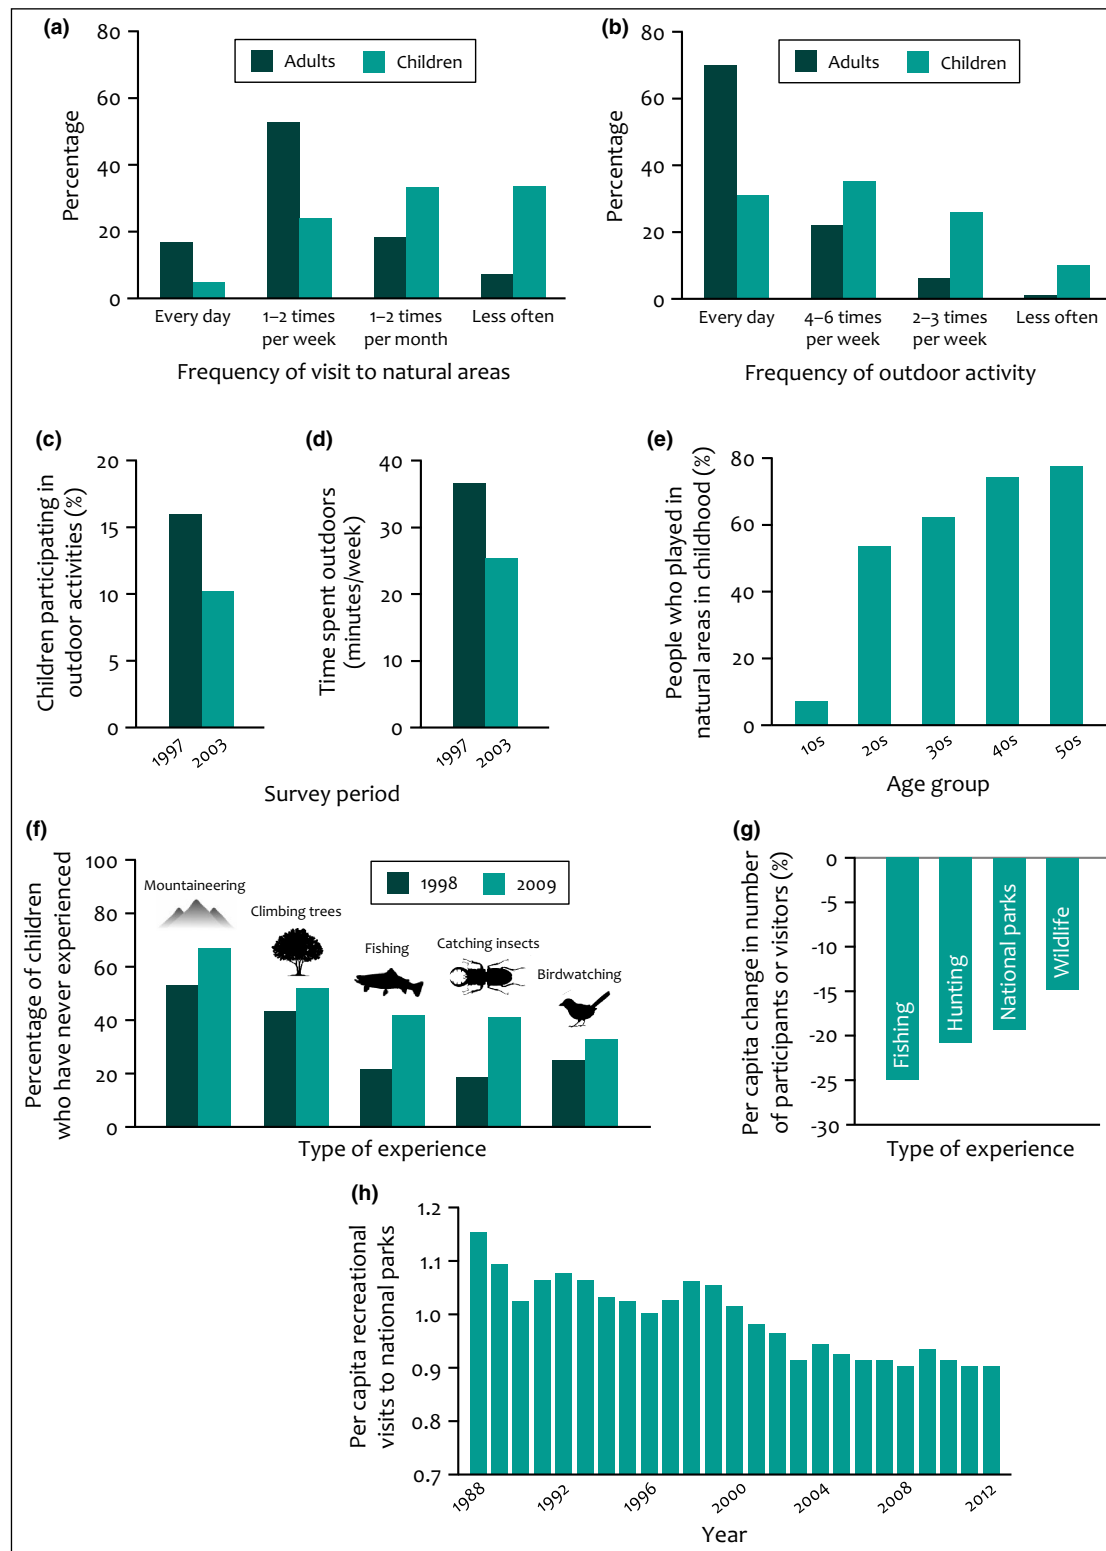 (a)
80
60
40
20
0
Percentage
Adults
Children
Every day
1–2 times
per week
1–2 times
per month
Less often
Frequency of visit to natural areas
(b)
80
60
40
20
0
Percentage
Adults
Children
Every day
4–6 times
per week
2–3 times
per week
Less often
Frequency of outdoor activity
(c)
20
15
10
5
0
Children participating in
outdoor activities (%)
1997
2003
(d)
40
30
20
10
0
Time spent outdoors
(minutes/week)
1997
2003
Survey period
(e)
80
60
40
20
0
People who played in
natural areas in childhood (%)
10s
20s
30s
40s
50s
Age group
(f)
100
80
60
40
20
0
Percentage of children
who have never experienced
1998
2009
Mountaineering
Climbing trees
Fishing
Catching insects
Birdwatching
Type of experience
(g)
0
-5
-10
-15
-20
-25
-30
Per capita change in number
of participants or visitors (%)
Fishing
Hunting
National parks
Wildlife
Type of experience
(h)
1.2
1.1
1.0
0.9
0.8
0.7
Per capita recreational
visits to national parks
1988
1992
1996
2000
2004
2008
2012
Year